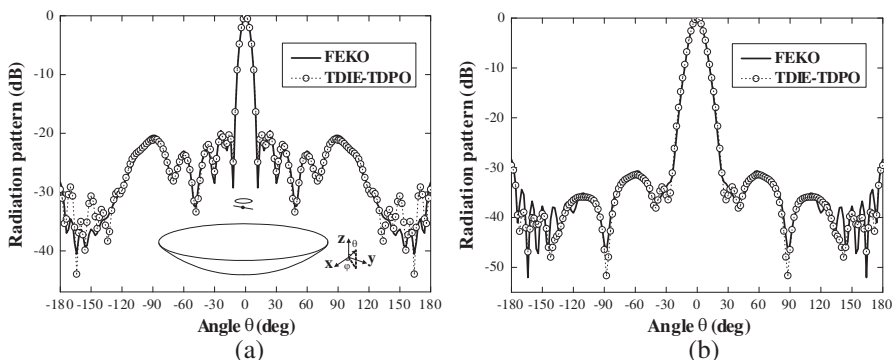 0
-10
-20
-30
-40
Radiation pattern (dB)
FEKO
TDIE-TDPO
z
θ
x
φ
y
-180 -150 -120 -90 -60 -30 0 30 60 90 120 150 180
Angle θ (deg)
(a)
0
-10
-20
-30
-40
-50
Radiation pattern (dB)
FEKO
TDIE-TDPO
-180 -150 -120 -90 -60 -30 0 30 60 90 120 150 180
Angle θ (deg)
(b)